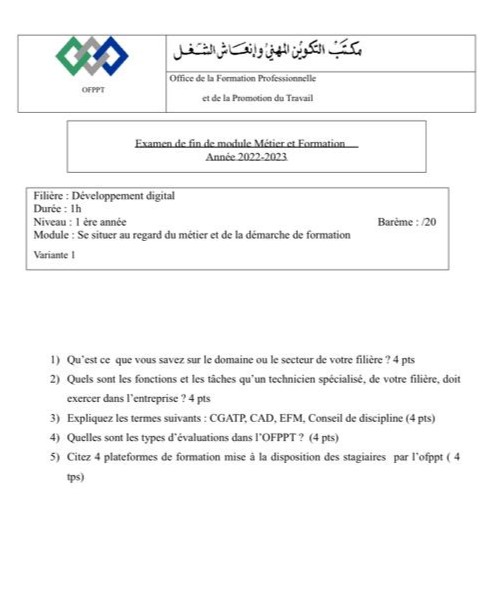 مكتب التكوين المهني وإنعاش الشغل
OFPPT
Office de la Formation Professionnelle
et de la Promotion du Travail
Examen de fin de module Métier et Formation
Année 2022-2023
Filière : Développement digital
Durée : 1h
Niveau : 1 ère année Barème : /20
Module : Se situer au regard du métier et de la démarche de formation
Variante 1
1) Qu’est ce que vous savez sur le domaine ou le secteur de votre filière ? 4 pts
2) Quels sont les fonctions et les tâches qu’un technicien spécialisé, de votre filière, doit
exercer dans l’entreprise ? 4 pts
3) Expliquez les termes suivants : CGATP, CAD, EFM, Conseil de discipline (4 pts)
4) Quelles sont les types d’évaluations dans l’OFPPT ? (4 pts)
5) Citez 4 plateformes de formation mise à la disposition des stagiaires par l’ofppt ( 4
tps)